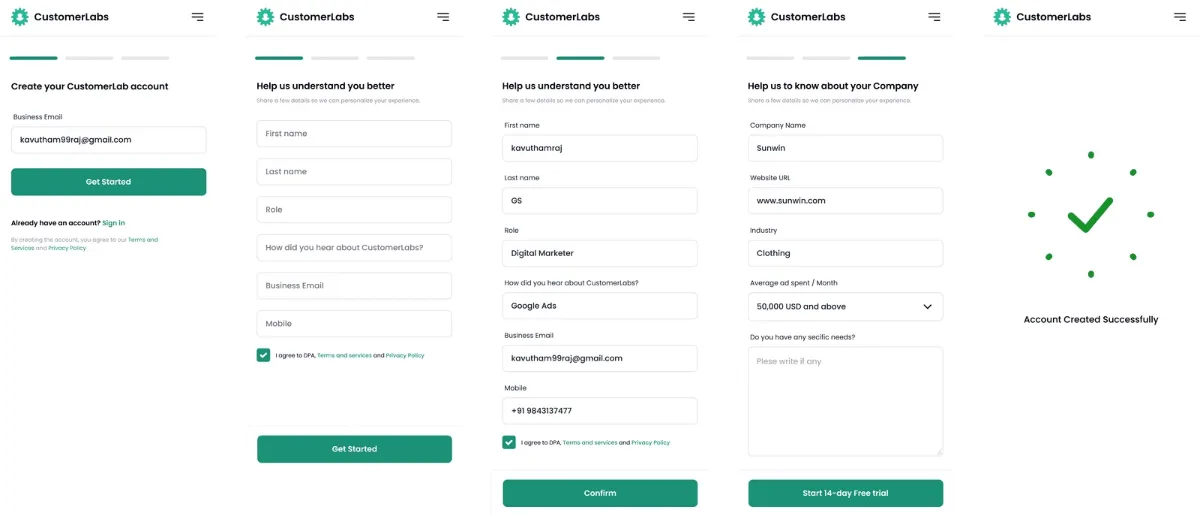 CustomerLabs
Create your CustomerLab account
Business Email
kavutham99raj@gmail.com
Get Started
Already have an account? Sign in
By creating the account, you agree to our Terms and
Services and Privacy Policy
CustomerLabs
Help us understand you better
Share a few details so we can personalize your experience.
First name
Last name
Role
How did you hear about CustomerLabs?
Business Email
Mobile
I agree to DPA, Terms and services and Privacy Policy
Get Started
CustomerLabs
Help us understand you better
Share a few details so we can personalize your experience.
First name
kavuthamraj
Last name
GS
Role
Digital Marketer
How did you hear about CustomerLabs?
Google Ads
Business Email
kavutham99raj@gmail.com
Mobile
+91 9843137477
I agree to DPA, Terms and services and Privacy Policy
Confirm
CustomerLabs
Help us to know about your Company
Share a few details so we can personalize your experience.
Company Name
Sunwin
Website URL
www.sunwin.com
Industry
Clothing
Average ad spent / Month
50,000 USD and above
Do you have any secific needs?
Plese write if any
Start 14-day Free trial
CustomerLabs
Account Created Successfully